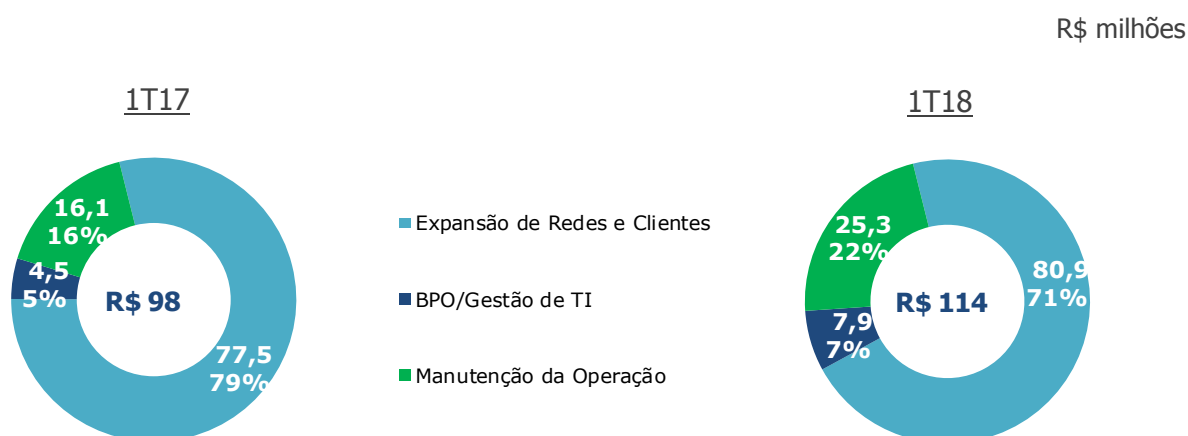 R$ milhões
1T17
16,1
16%
4,5
5%
R$ 98
77,5
79%
Expansão de Redes e Clientes
BPO/Gestão de TI
Manutenção da Operação
1T18
25,3
22%
7,9
7%
R$ 114
80,9
71%